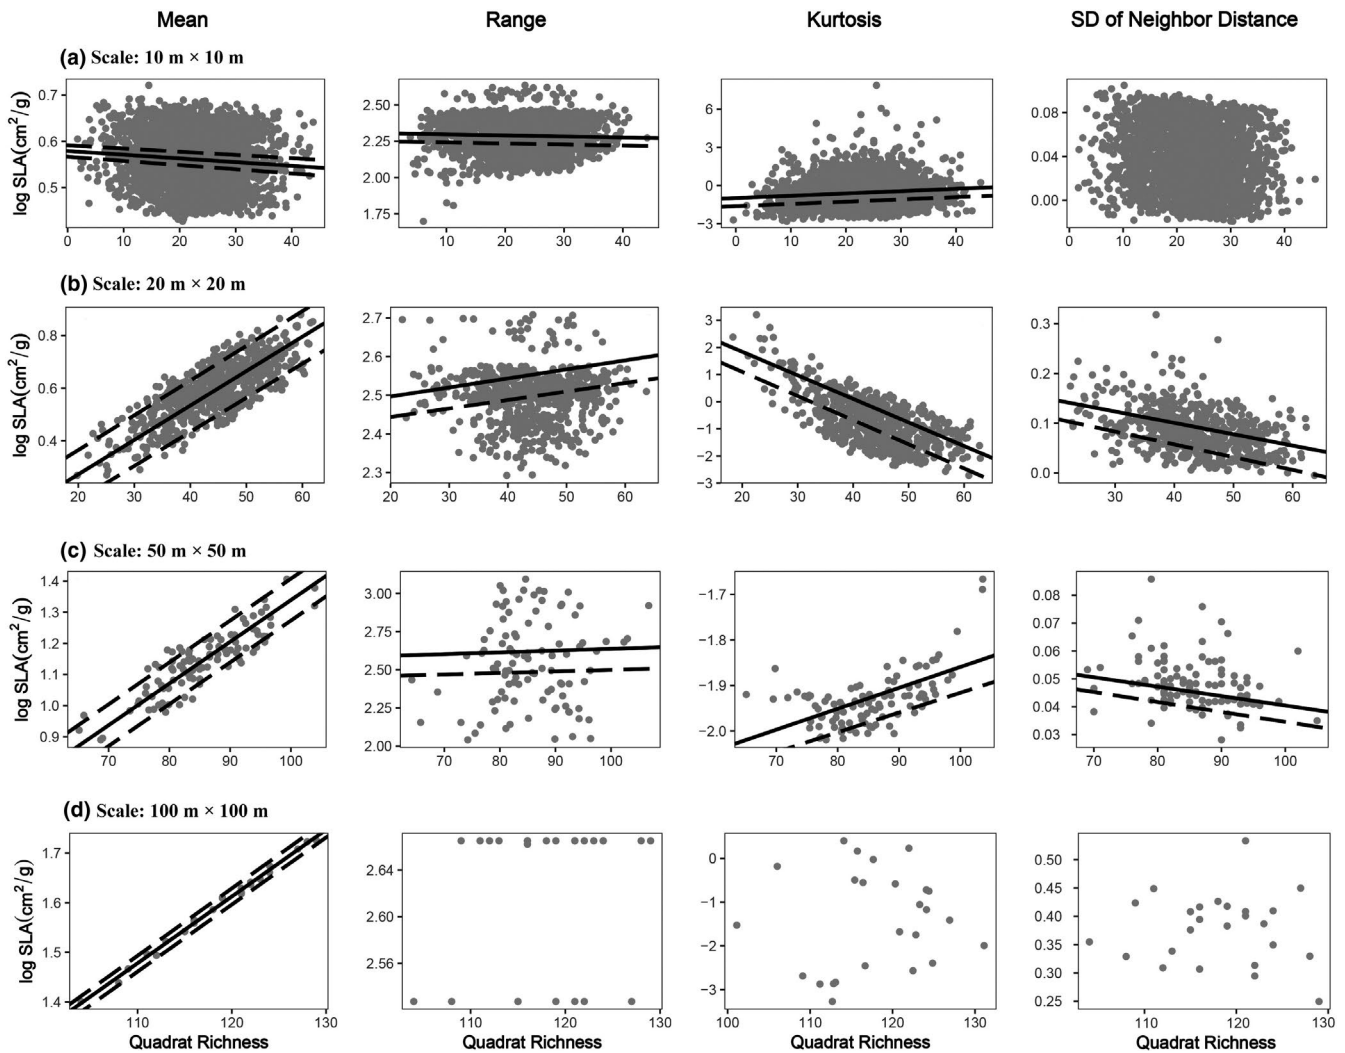 Mean Range Kurtosis SD of Neighbor Distance
(a) Scale: 10 m × 10 m
log SLA(cm²/g)
0.7 0.6 0.5
2.50 2.25 2.00 1.75
6 3 0 −3
0.08 0.04 0.00
0 10 20 30 40
10 20 30 40
0 10 20 30 40
0 10 20 30 40
(b) Scale: 20 m × 20 m
log SLA(cm²/g)
0.8 0.6 0.4
2.7 2.6 2.5 2.4 2.3
3 2 1 0 −1 −2 −3
0.3 0.2 0.1 0.0
20 30 40 50 60
20 30 40 50 60
20 30 40 50 60
30 40 50 60
(c) Scale: 50 m × 50 m
log SLA(cm²/g)
1.4 1.3 1.2 1.1 1.0 0.9
3.00 2.75 2.50 2.25 2.00
−1.7 −1.8 −1.9 −2.0
0.08 0.07 0.06 0.05 0.04 0.03
70 80 90 100
70 80 90 100
70 80 90 100
70 80 90 100
(d) Scale: 100 m × 100 m
log SLA(cm²/g)
1.7 1.6 1.5 1.4
2.64 2.60 2.56
0 −1 −2 −3
0.50 0.45 0.40 0.35 0.30 0.25
110 120 130
110 120 130
100 110 120 130
110 120 130
Quadrat Richness Quadrat Richness Quadrat Richness Quadrat Richness